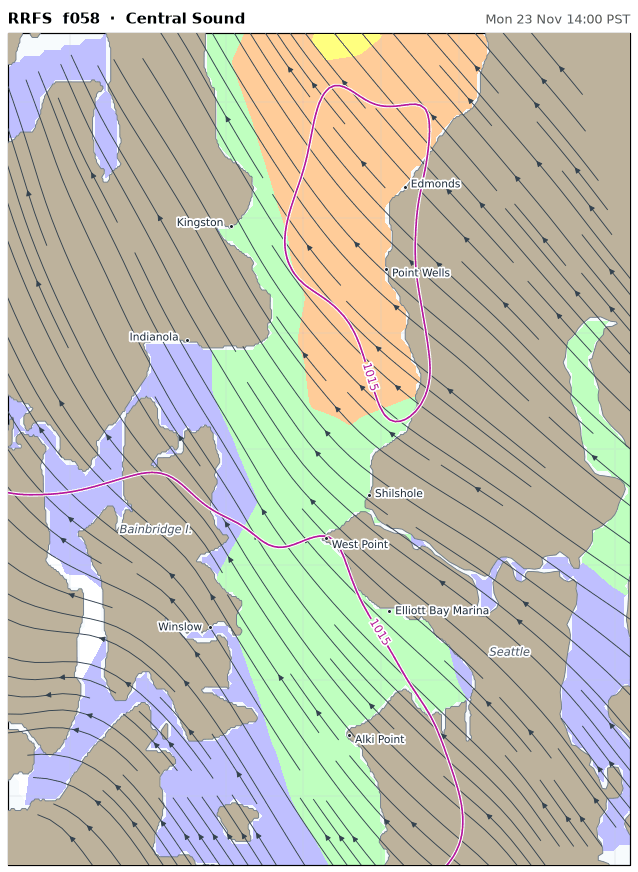 RRFS f058 · Central Sound
Mon 23 Nov 14:00 PST
Edmonds
Kingston
Point Wells
Indianola
1015
Shilshole
Bainbridge I.
West Point
Elliott Bay Marina
Winslow
1015
Seattle
Alki Point